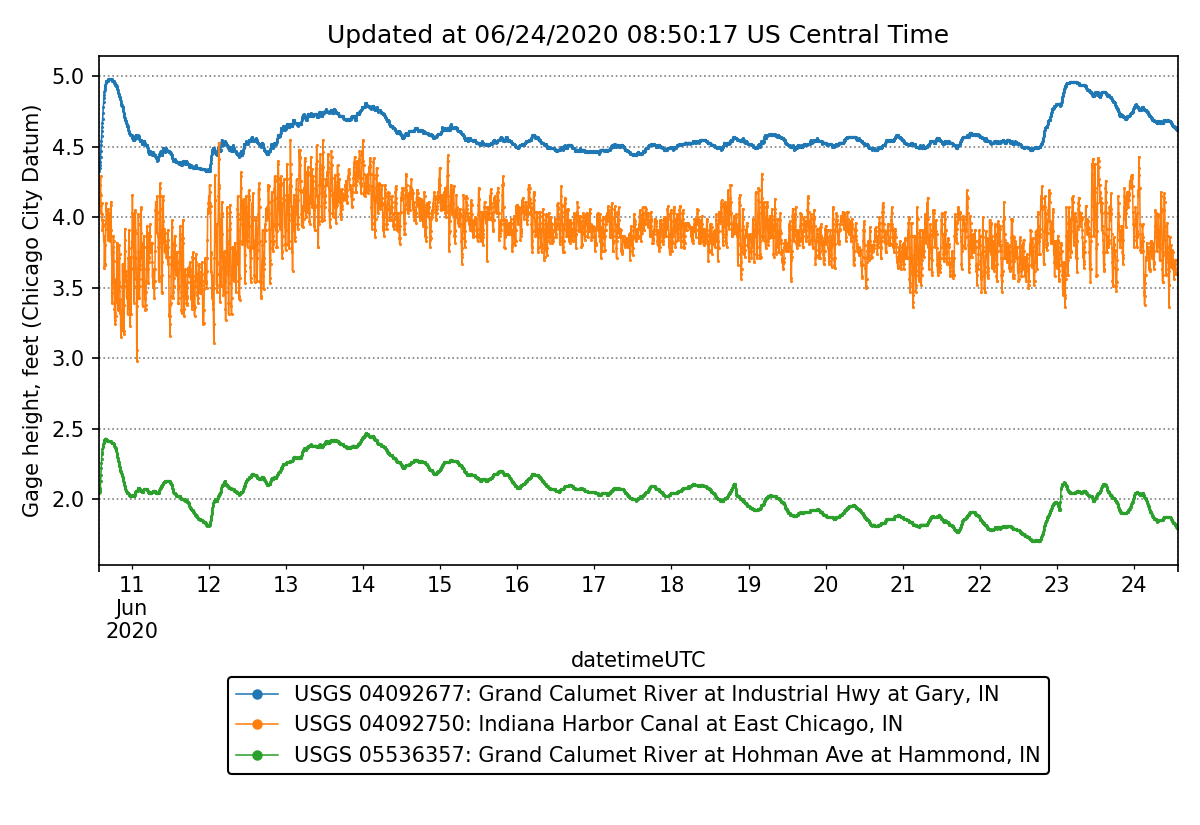 Updated at 06/24/2020 08:50:17 US Central Time
Gage height, feet (Chicago City Datum)
5.0
4.5
4.0
3.5
3.0
2.5
2.0
11 12 13 14 15 16 17 18 19 20 21 22 23 24
Jun
2020
datetimeUTC
USGS 04092677: Grand Calumet River at Industrial Hwy at Gary, IN
USGS 04092750: Indiana Harbor Canal at East Chicago, IN
USGS 05536357: Grand Calumet River at Hohman Ave at Hammond, IN